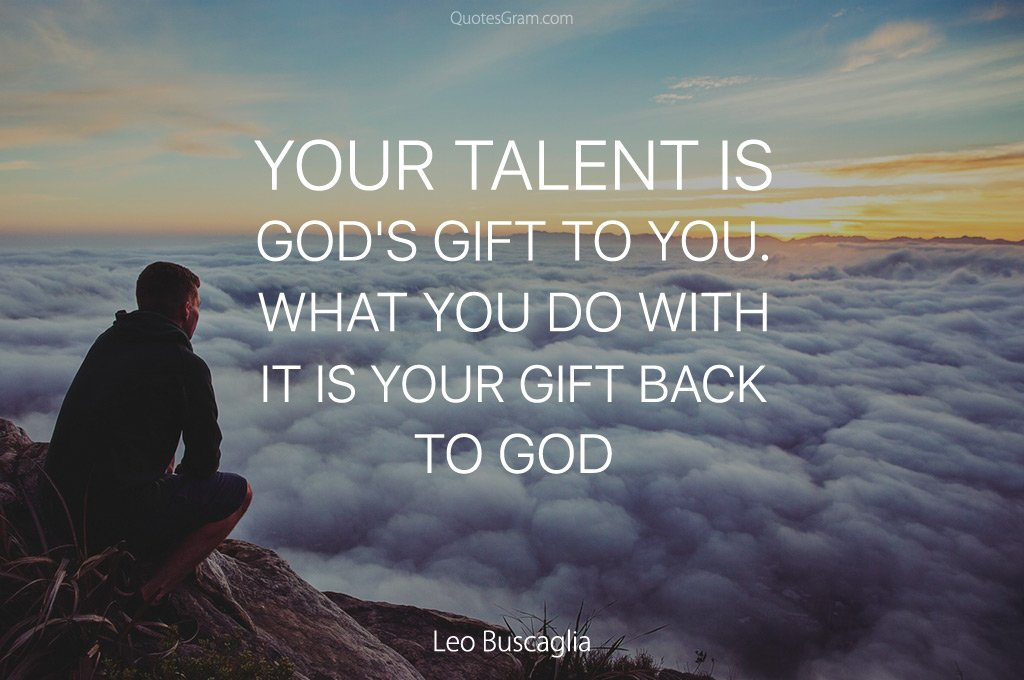 QuotesGram.com
YOUR TALENT IS
GOD'S GIFT TO YOU.
WHAT YOU DO WITH
IT IS YOUR GIFT BACK
TO GOD
Leo Buscaglia